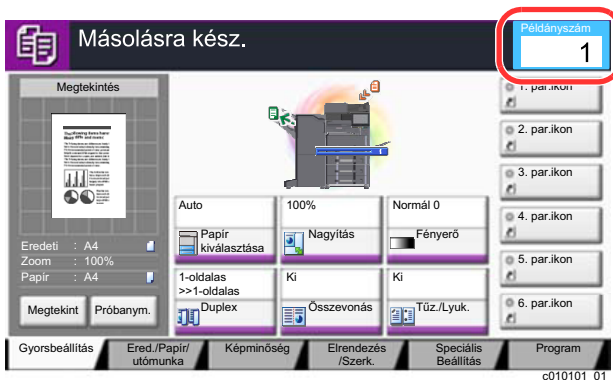 Másolásra kész.
Példányszám
1
Megtekintés
Eredeti : A4
Zoom : 100%
Papír : A4
Megtekint
Próbanym.
Auto
Papír
kiválasztása
100%
Nagyítás
Normál 0
Fényerő
1-oldalas
>>1-oldalas
Duplex
Ki
Összevonás
Ki
Tűz./Lyuk.
1. par.ikon
2. par.ikon
3. par.ikon
4. par.ikon
5. par.ikon
6. par.ikon
Gyorsbeállítás
Ered./Papír/
utómunka
Képminőség
Elrendezés
/Szerk.
Speciális
Beállítás
Program
c010101_01